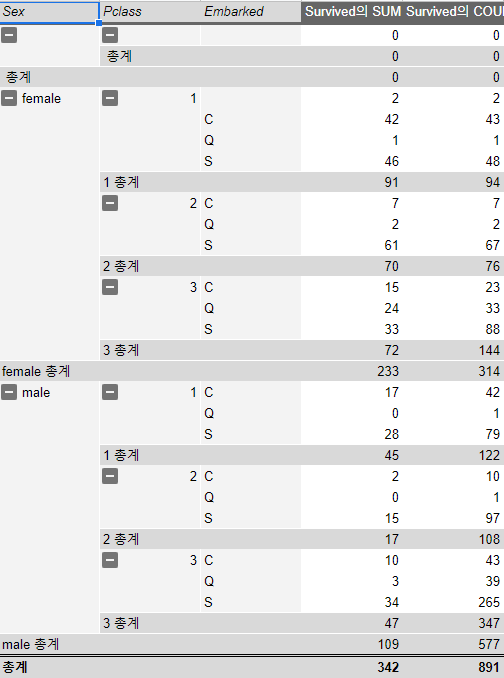 Sex Pclass Embarked Survived의 SUM Survived의 COU
0 0
총계 0 0
총계 0 0
female 1 2 2
C 42 43
Q 1 1
S 46 48
1 총계 91 94
2 C 7 7
Q 2 2
S 61 67
2 총계 70 76
3 C 15 23
Q 24 33
S 33 88
3 총계 72 144
female 총계 233 314
male 1 C 17 42
Q 0 1
S 28 79
1 총계 45 122
2 C 2 10
Q 0 1
S 15 97
2 총계 17 108
3 C 10 43
Q 3 39
S 34 265
3 총계 47 347
male 총계 109 577
총계 342 891